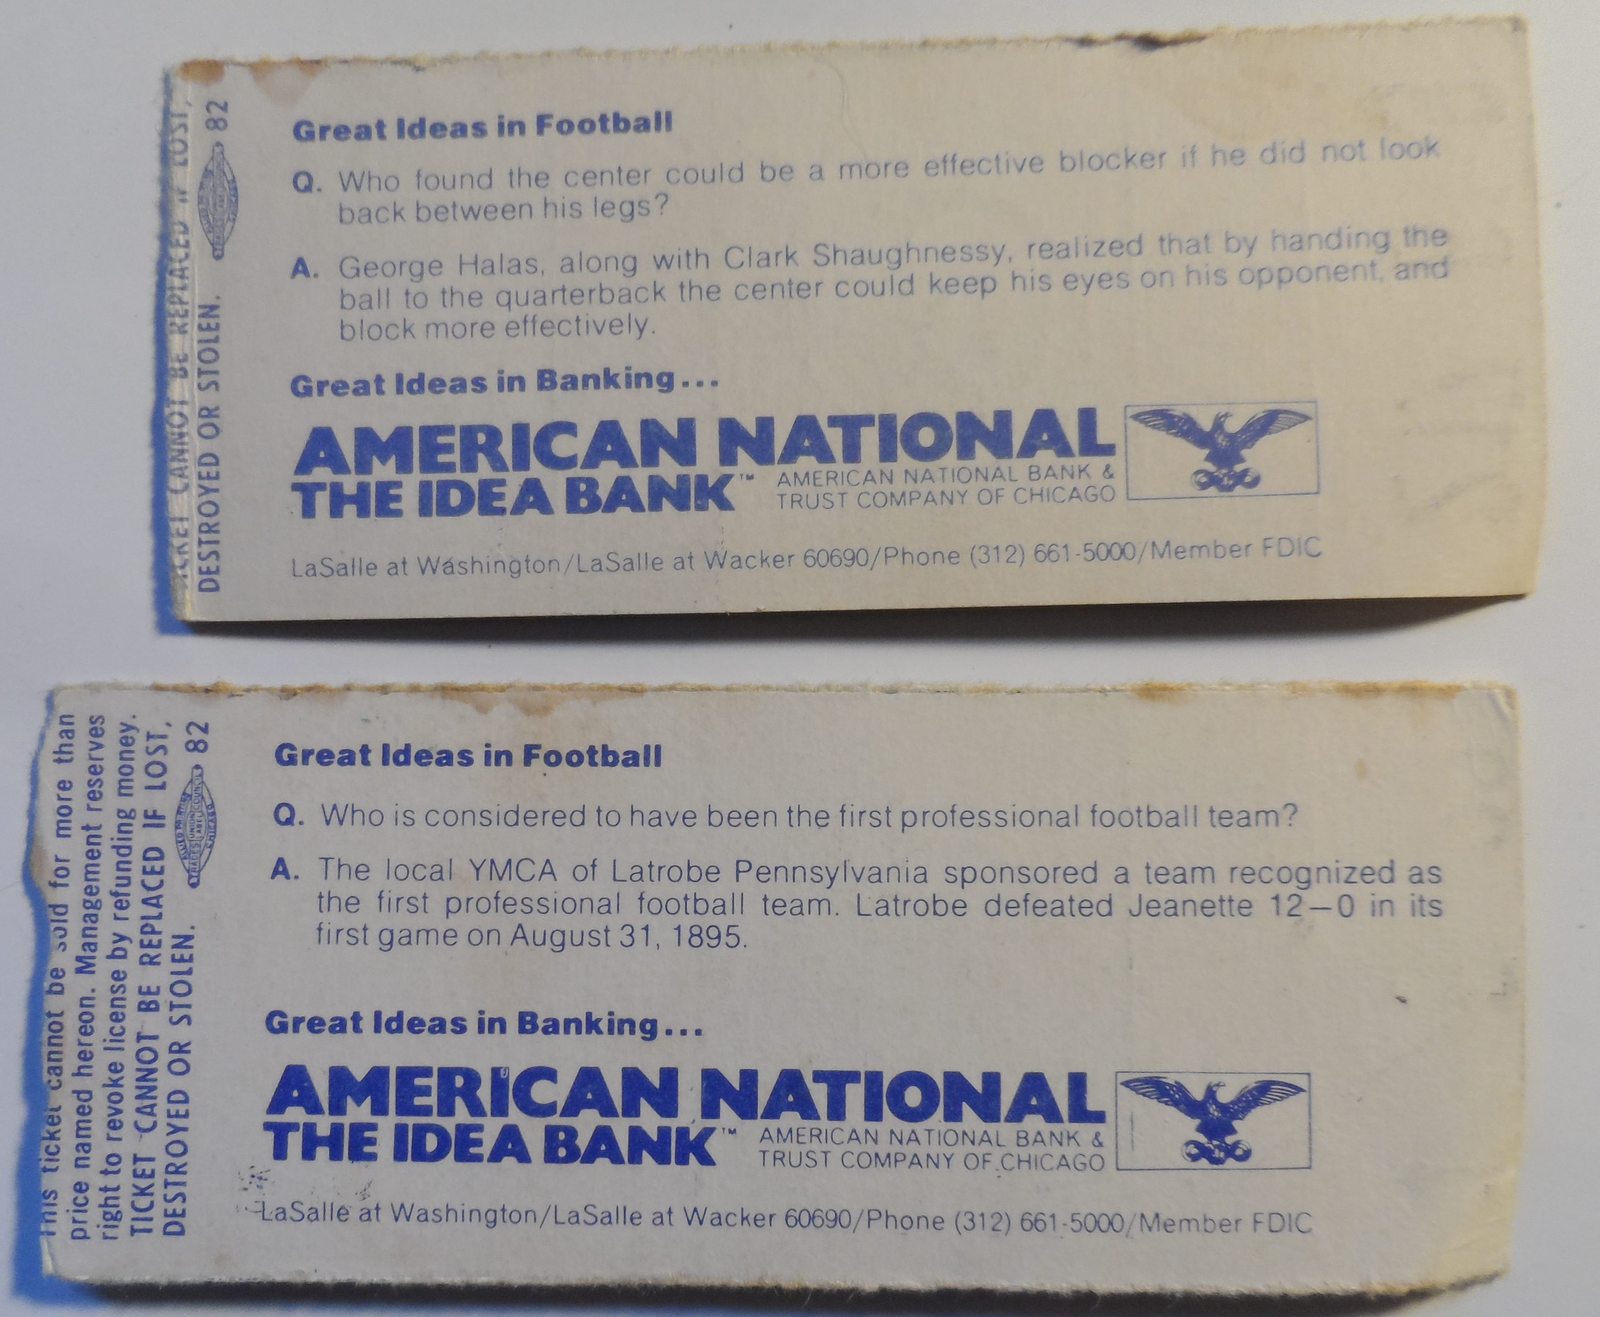 TICKET CANNOT BE REPLACED IF LOST,
DESTROYED OR STOLEN.
82
Great Ideas in Football
Q. Who found the center could be a more effective blocker if he did not look
back between his legs?
A. George Halas, along with Clark Shaughnessy, realized that by handing the
ball to the quarterback the center could keep his eyes on his opponent, and
block more effectively.
Great Ideas in Banking...
AMERICAN NATIONAL
THE IDEA BANK™
AMERICAN NATIONAL BANK &
TRUST COMPANY OF CHICAGO
LaSalle at Washington/LaSalle at Wacker 60690/Phone (312) 661-5000/Member FDIC
This ticket cannot be sold for more than
price named hereon. Management reserves
right to revoke license by refunding money.
TICKET CANNOT BE REPLACED IF LOST,
DESTROYED OR STOLEN.
UNION
LABEL
COUNCIL
CHICAGO
82
Great Ideas in Football
Q. Who is considered to have been the first professional football team?
A. The local YMCA of Latrobe Pennsylvania sponsored a team recognized as
the first professional football team. Latrobe defeated Jeanette 12–0 in its
first game on August 31, 1895.
Great Ideas in Banking...
AMERICAN NATIONAL
THE IDEA BANK™
AMERICAN NATIONAL BANK &
TRUST COMPANY OF CHICAGO
LaSalle at Washington/LaSalle at Wacker 60690/Phone (312) 661-5000/Member FDIC